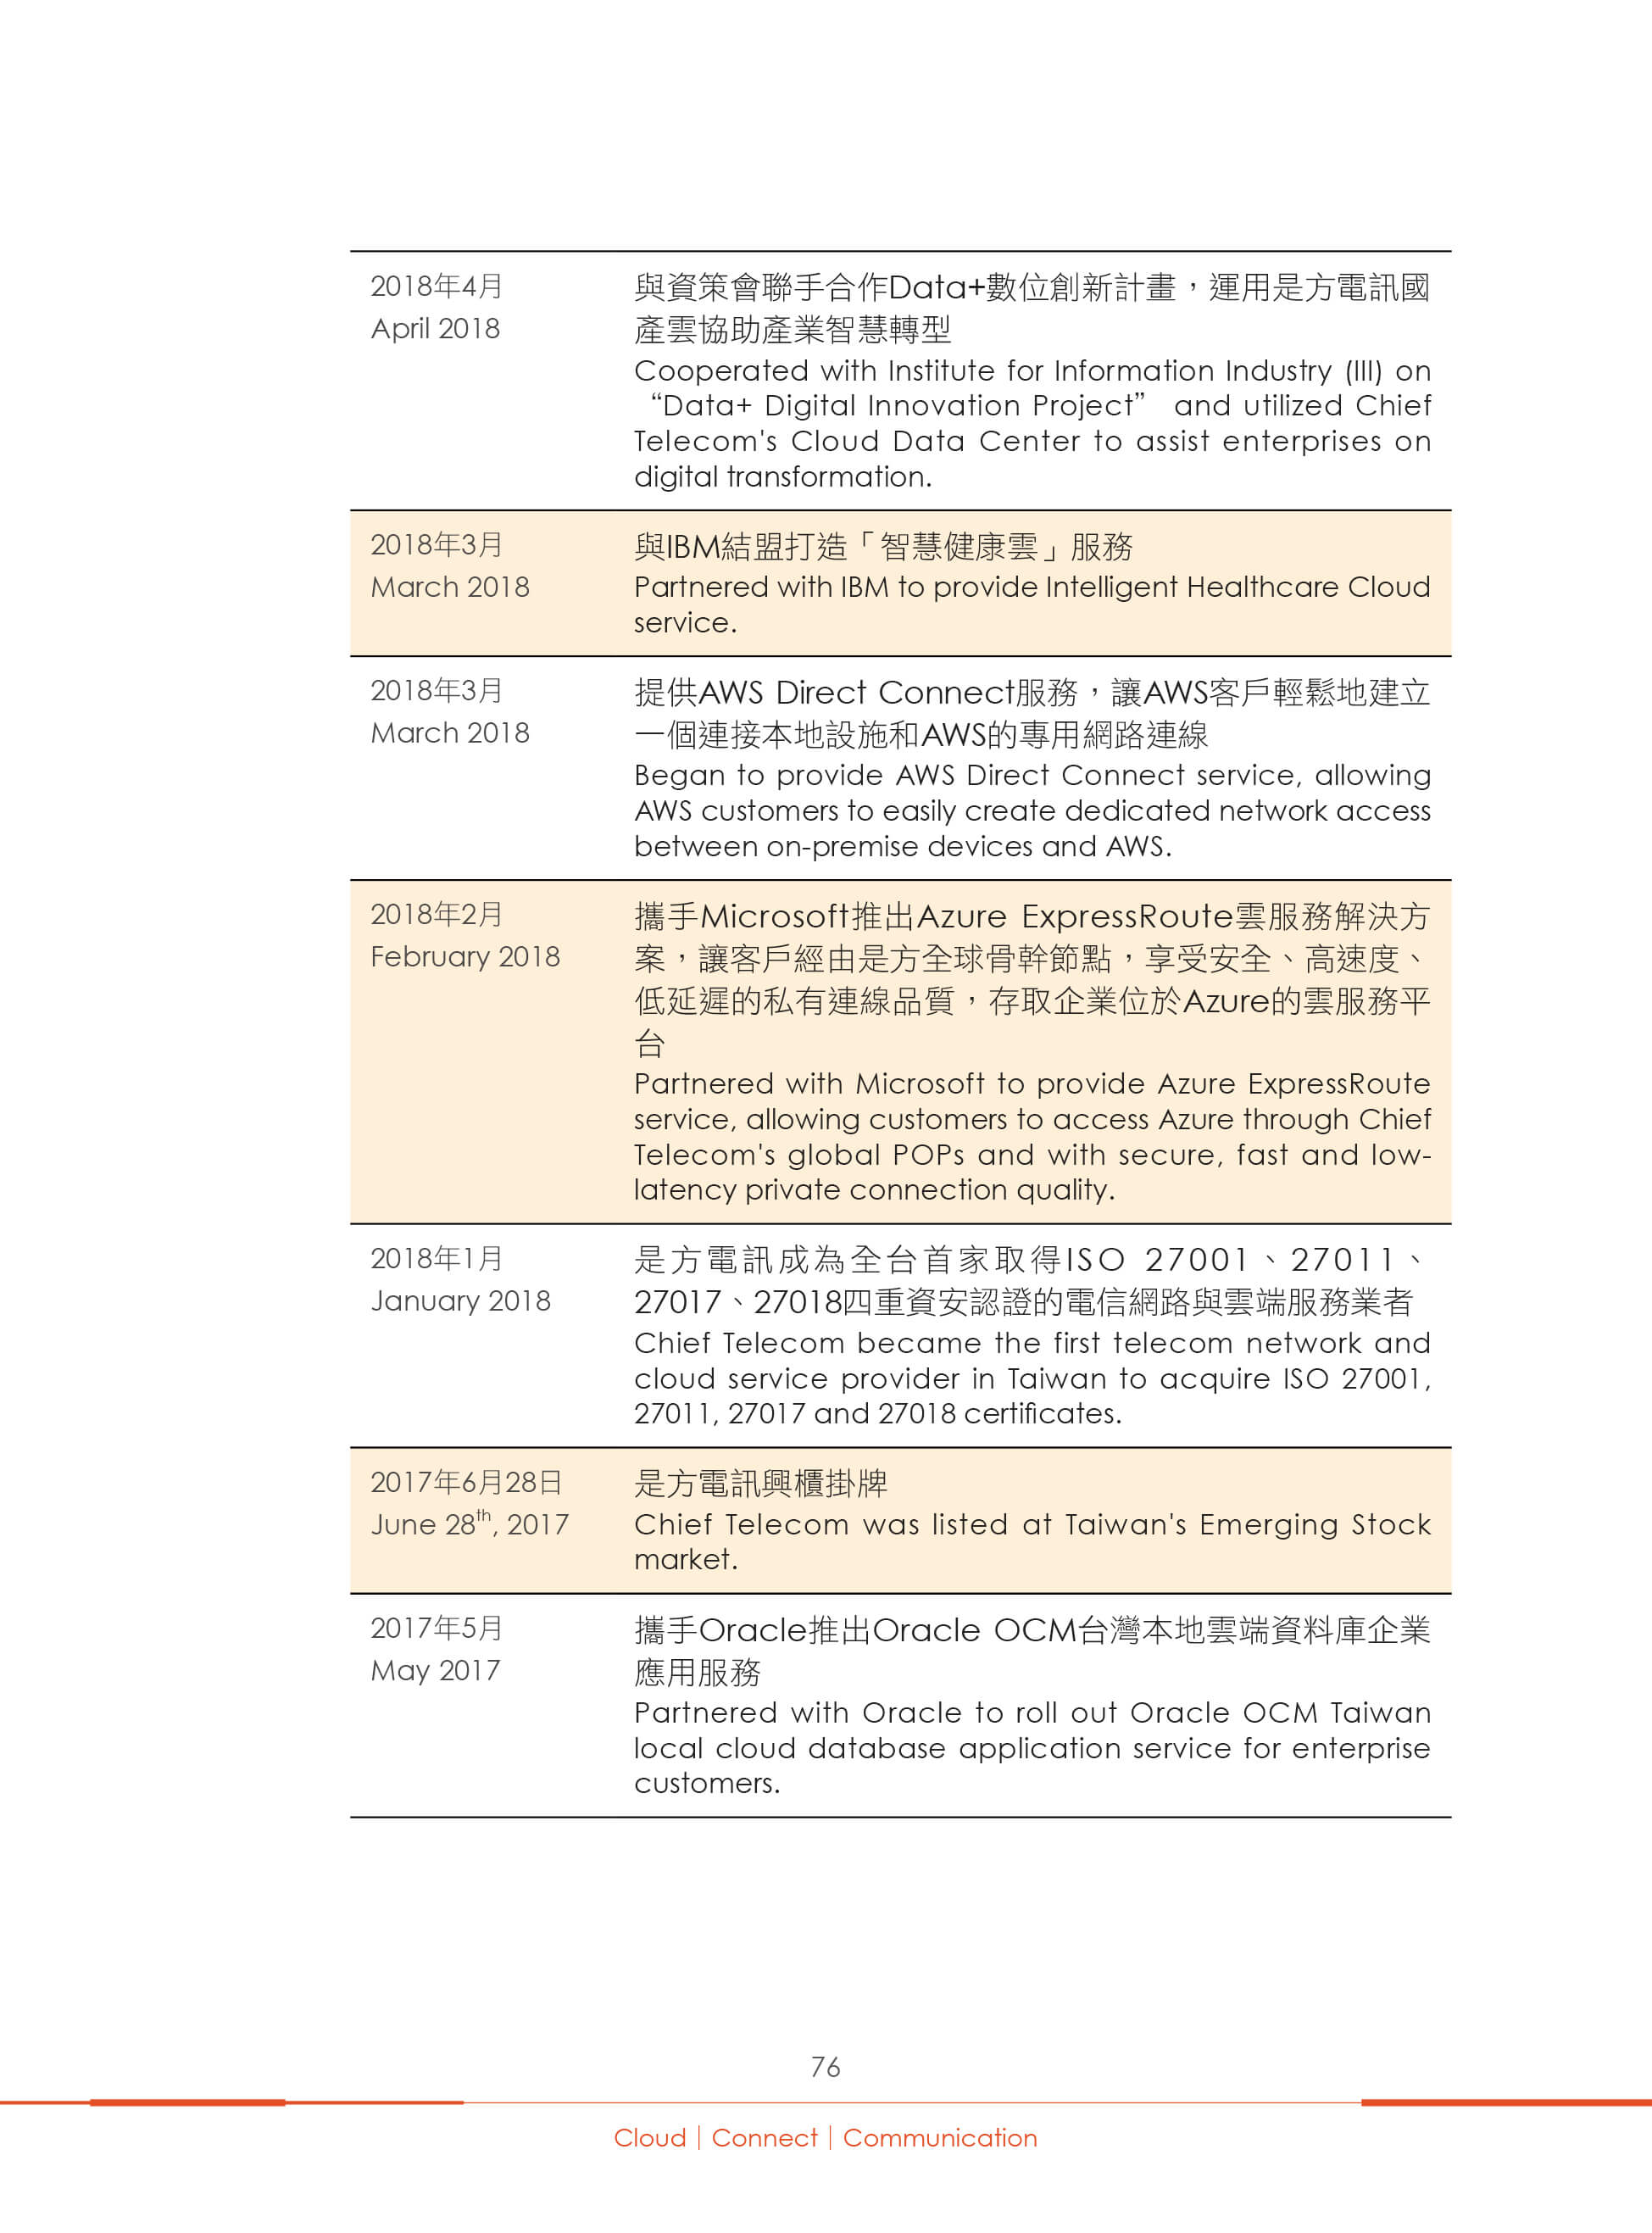 2018年4月
April 2018
與資策會聯手合作Data+數位創新計畫，運用是方電訊國
產雲協助產業智慧轉型
Cooperated with Institute for Information Industry (III) on
“Data+ Digital Innovation Project” and utilized Chief
Telecom's Cloud Data Center to assist enterprises on
digital transformation.
2018年3月
March 2018
與IBM結盟打造「智慧健康雲」服務
Partnered with IBM to provide Intelligent Healthcare Cloud
service.
2018年3月
March 2018
提供AWS Direct Connect服務，讓AWS客戶輕鬆地建立
一個連接本地設施和AWS的專用網路連線
Began to provide AWS Direct Connect service, allowing
AWS customers to easily create dedicated network access
between on-premise devices and AWS.
2018年2月
February 2018
攜手Microsoft推出Azure ExpressRoute雲服務解決方
案，讓客戶經由是方全球骨幹節點，享受安全、高速度、
低延遲的私有連線品質，存取企業位於Azure的雲服務平
台
Partnered with Microsoft to provide Azure ExpressRoute
service, allowing customers to access Azure through Chief
Telecom's global POPs and with secure, fast and low-
latency private connection quality.
2018年1月
January 2018
是方電訊成為全台首家取得ISO 27001、27011、
27017、27018四重資安認證的電信網路與雲端服務業者
Chief Telecom became the first telecom network and
cloud service provider in Taiwan to acquire ISO 27001,
27011, 27017 and 27018 certificates.
2017年6月28日
June 28th, 2017
是方電訊興櫃掛牌
Chief Telecom was listed at Taiwan's Emerging Stock
market.
2017年5月
May 2017
攜手Oracle推出Oracle OCM台灣本地雲端資料庫企業
應用服務
Partnered with Oracle to roll out Oracle OCM Taiwan
local cloud database application service for enterprise
customers.
76
Cloud | Connect | Communication